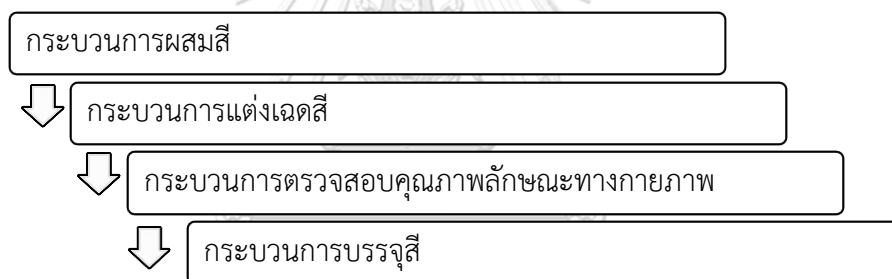 กระบวนการผสมสี
กระบวนการแต่งเฉดสี
กระบวนการตรวจสอบคุณภาพลักษณะทางกายภาพ
กระบวนการบรรจุสี